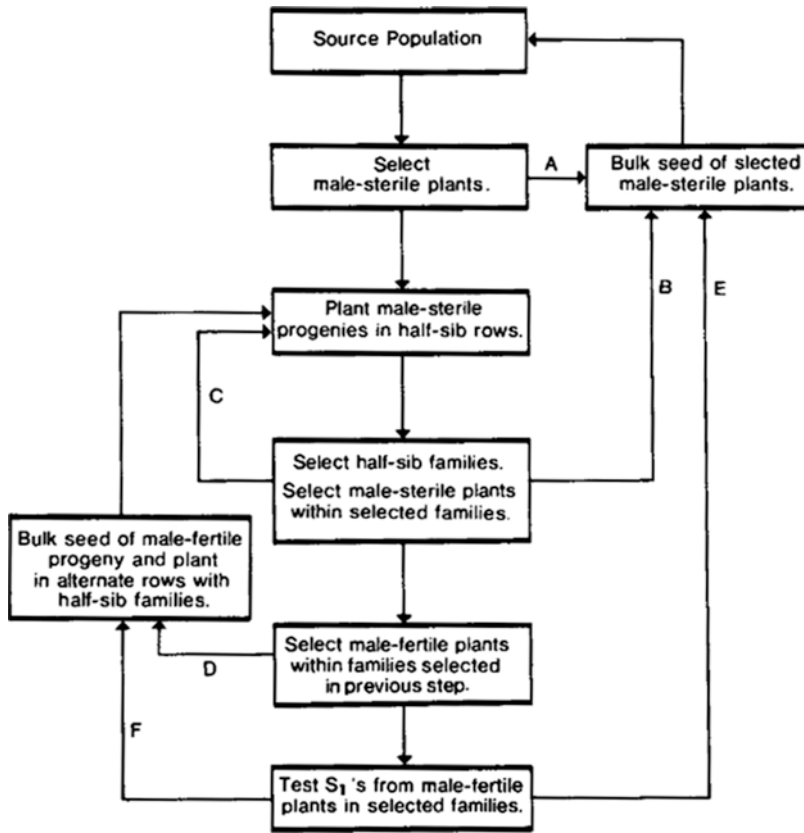 Source Population
Select
male-sterile plants.
A
Bulk seed of slected
male-sterile plants.
B
E
Plant male-sterile
progenies in half-sib rows.
C
Select half-sib families.
Select male-sterile plants
within selected families.
Bulk seed of male-fertile
progeny and plant
in alternate rows with
half-sib families.
Select male-fertile plants
within families selected
in previous step.
D
F
Test S₁'s from male-fertile
plants in selected families.